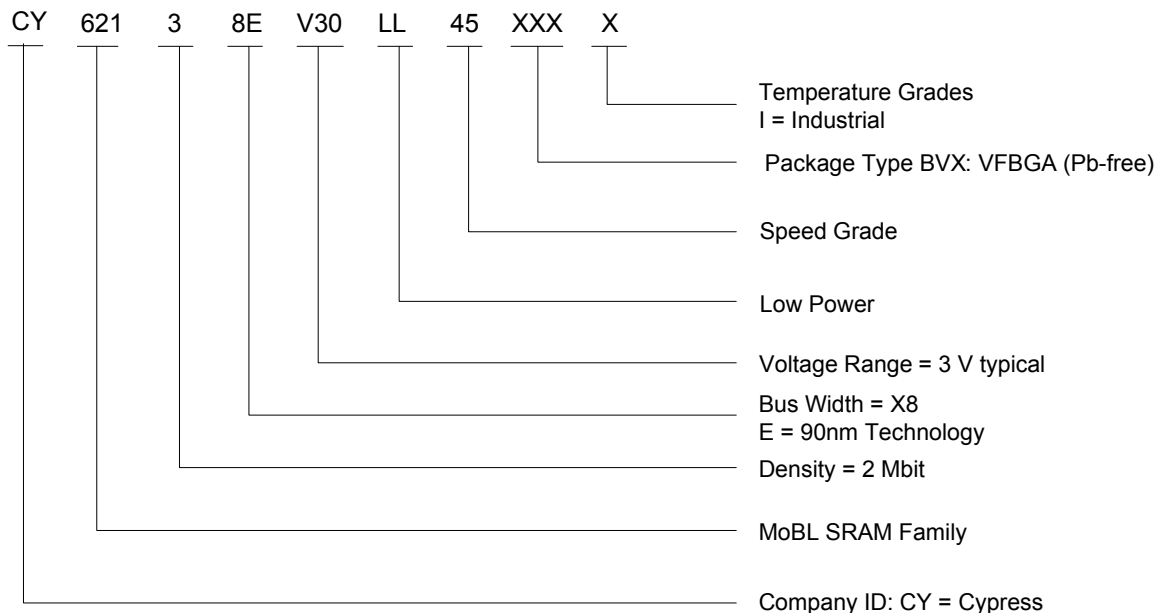 CY 621 3 8E V30 LL 45 XXX X
Temperature Grades
I = Industrial
Package Type BVX: VFBGA (Pb-free)
Speed Grade
Low Power
Voltage Range = 3 V typical
Bus Width = X8
E = 90nm Technology
Density = 2 Mbit
MoBL SRAM Family
Company ID: CY = Cypress